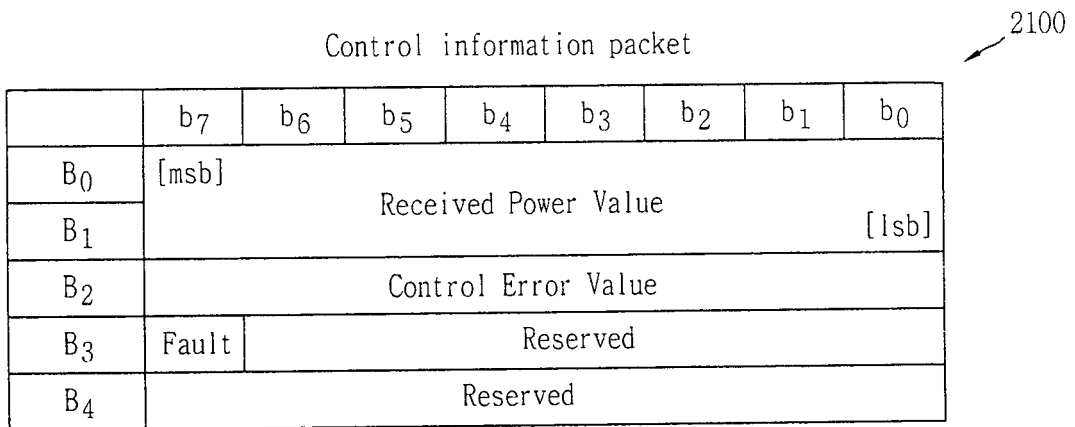 2100
Control information packet
b7 b6 b5 b4 b3 b2 b1 b0
B0 [msb]
Received Power Value
B1 [lsb]
B2 Control Error Value
B3 Fault Reserved
B4 Reserved